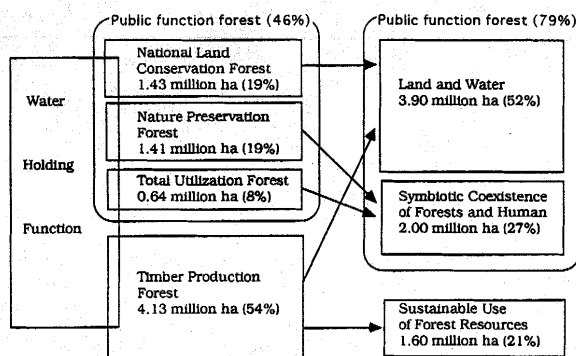 Public function forest (46%)
National Land
Conservation Forest
1.43 million ha (19%)
Nature Preservation
Forest
1.41 million ha (19%)
Total Utilization Forest
0.64 million ha (8%)
Timber Production
Forest
4.13 million ha (54%)
Water
Holding
Function
Public function forest (79%)
Land and Water
3.90 million ha (52%)
Symbiotic Coexistence
of Forests and Human
2.00 million ha (27%)
Sustainable Use
of Forest Resources
1.60 million ha (21%)